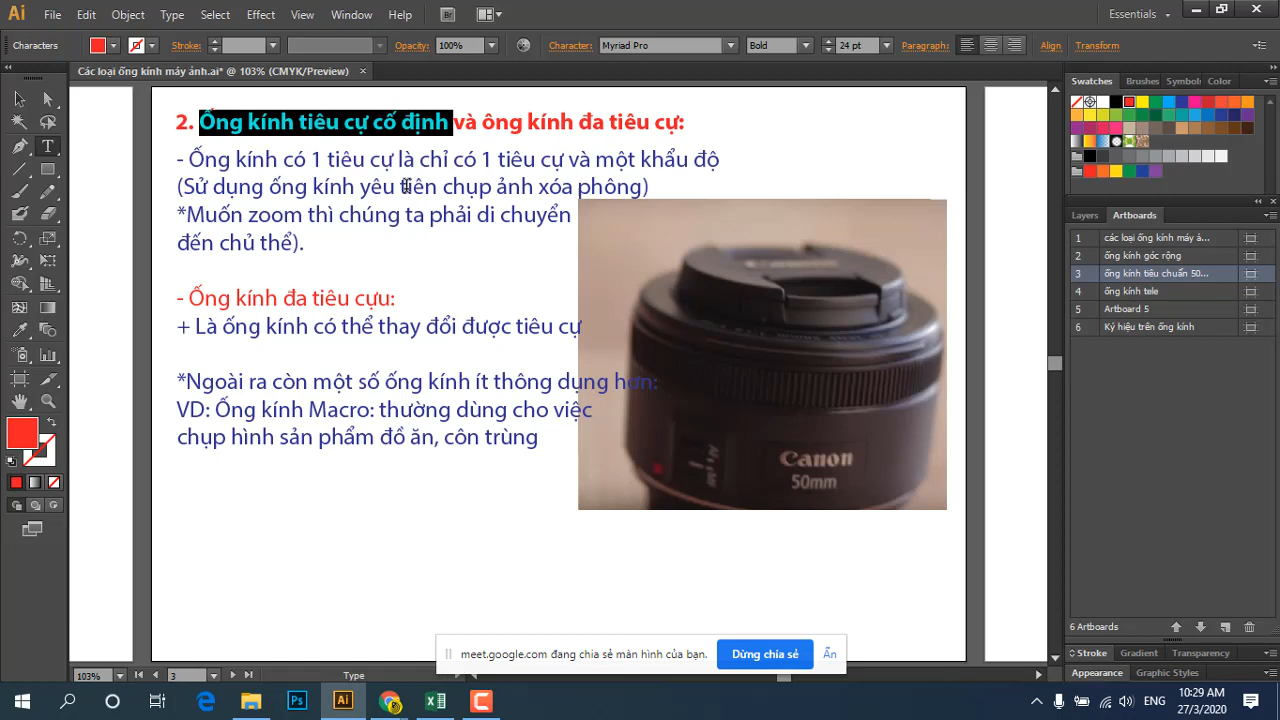 Ai File Edit Object Type Select Effect View Window Help Br Essentials
Characters Stroke: Opacity: 100% Character: Myriad Pro Bold 24 pt Paragraph: Align Transform
Các loại ống kính máy ảnh.ai* @ 103% (CMYK/Preview)
Swatches Brushes Symbols Color
2. Ống kính tiêu cự cố định và ông kính đa tiêu cự:
- Ống kính có 1 tiêu cự là chỉ có 1 tiêu cự và một khẩu độ
(Sử dụng ống kính yêu tiên chụp ảnh xóa phông)
*Muốn zoom thì chúng ta phải di chuyển
đến chủ thể).
- Ống kính đa tiêu cựu:
+ Là ống kính có thể thay đổi được tiêu cự
*Ngoài ra còn một số ống kính ít thông dụng hơn:
VD: Ống kính Macro: thường dùng cho việc
chụp hình sản phẩm đồ ăn, côn trùng
Canon
50mm
Layers Artboards
1 các loại ống kính máy ả...
2 ống kính góc rộng
3 ống kính tiêu chuẩn 50...
4 ống kính tele
5 Artboard 5
6 Ký hiệu trên ống kính
6 Artboards
Stroke Gradient Transparency
Appearance Graphic Styles
meet.google.com đang chia sẻ màn hình của bạn. Dừng chia sẻ Ẩn
103% 3 Type
Ps Ai ENG
10:29 AM
27/3/2020